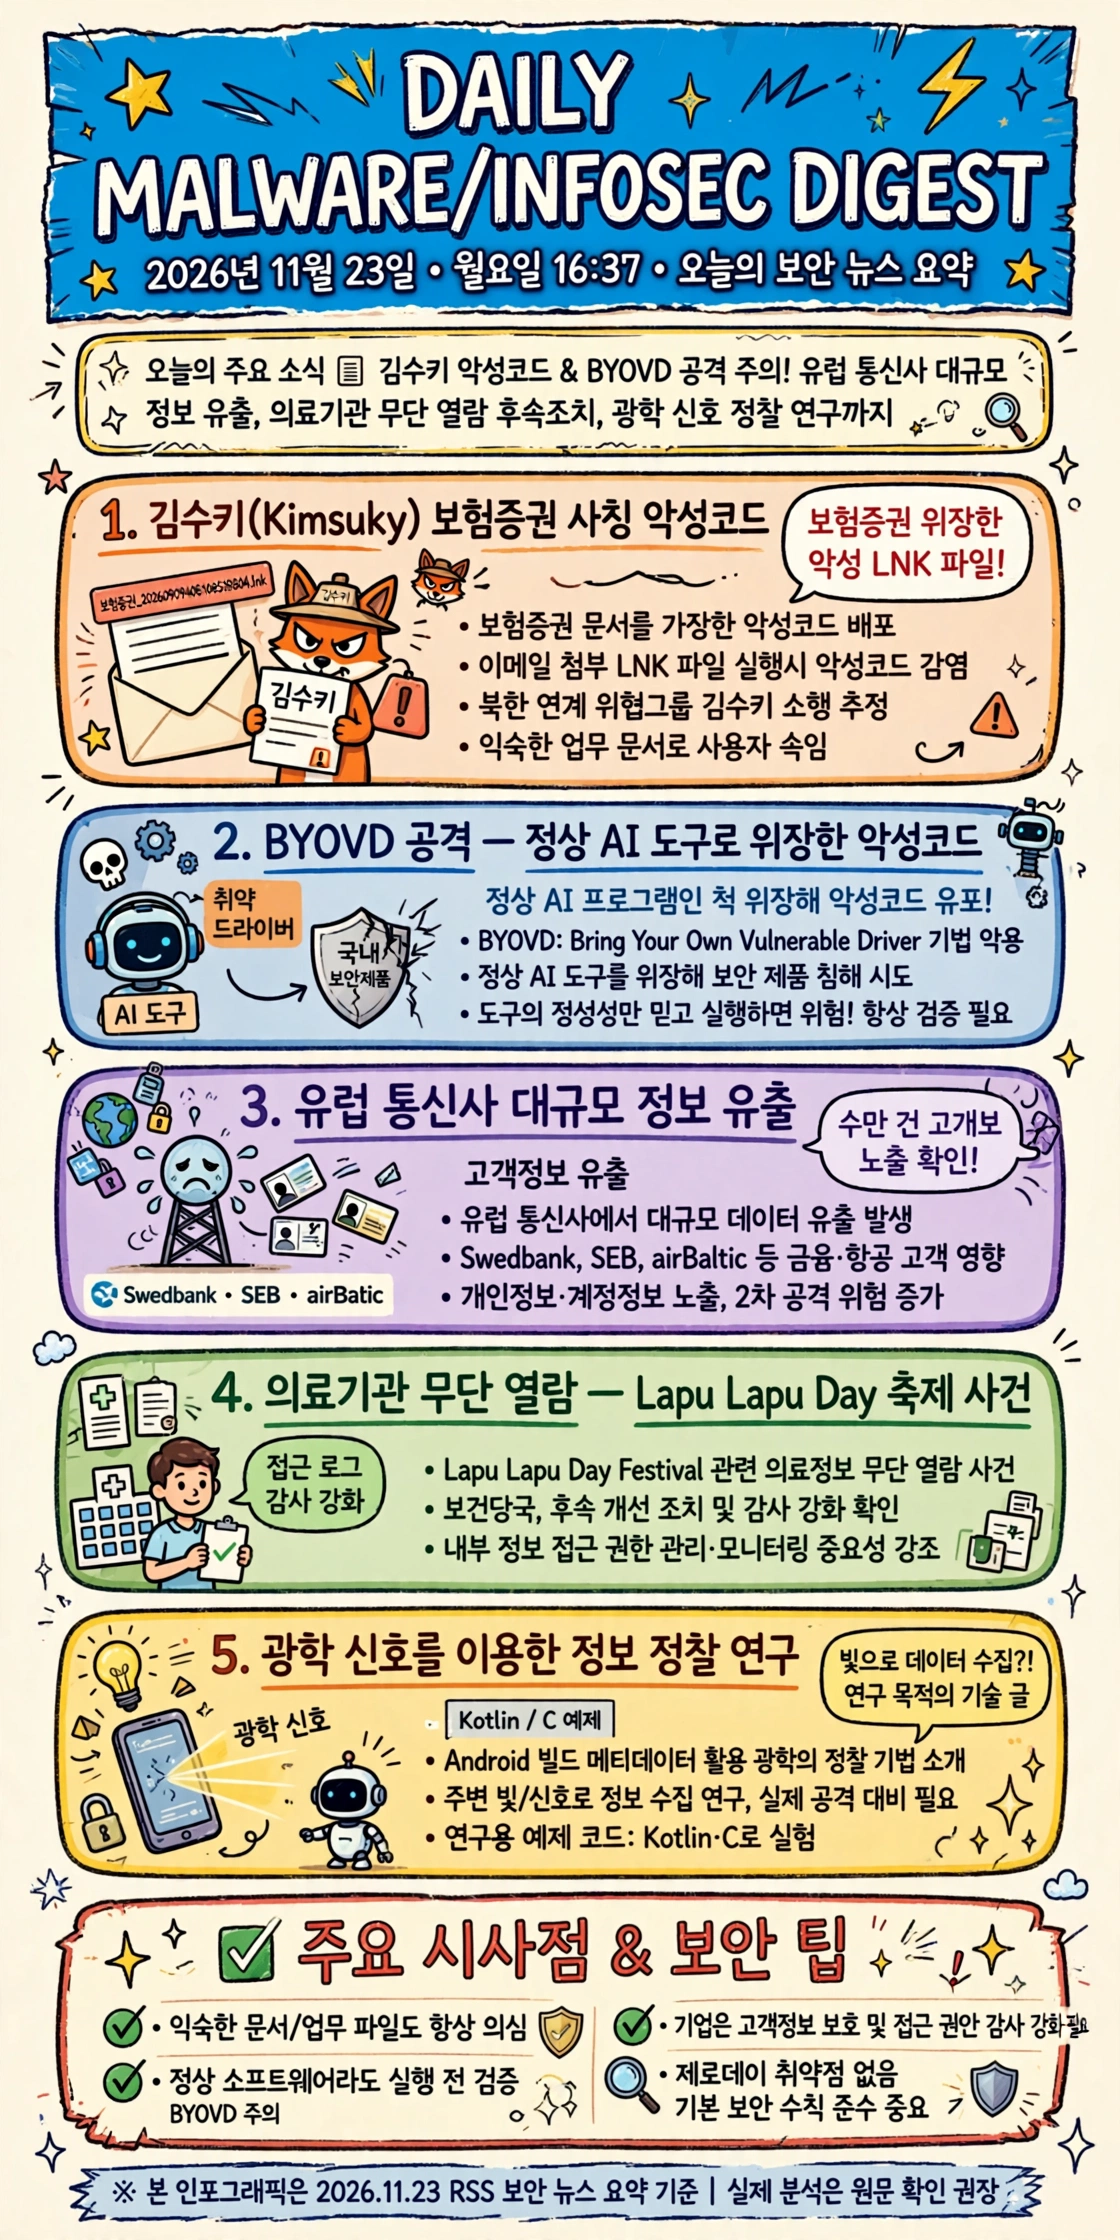 DAILY
MALWARE/INFOSEC DIGEST
2026년 11월 23일 • 월요일 16:37 • 오늘의 보안 뉴스 요약
오늘의 주요 소식 김수키 악성코드 & BYOVD 공격 주의! 유럽 통신사 대규모
정보 유출, 의료기관 무단 열람 후속조치, 광학 신호 정찰 연구까지
1. 김수키(Kimsuky) 보험증권 사칭 악성코드
보험증권 위장한
악성 LNK 파일!
김수키
김수키
• 보험증권 문서를 가장한 악성코드 배포
• 이메일 첨부 LNK 파일 실행시 악성코드 감염
• 북한 연계 위협그룹 김수키 소행 추정
• 익숙한 업무 문서로 사용자 속임
2. BYOVD 공격 — 정상 AI 도구로 위장한 악성코드
취약
드라이버
국내
보안제품
AI 도구
정상 AI 프로그램인 척 위장해 악성코드 유포!
• BYOVD: Bring Your Own Vulnerable Driver 기법 악용
• 정상 AI 도구를 위장해 보안 제품 침해 시도
• 도구의 정성성만 믿고 실행하면 위험! 항상 검증 필요
3. 유럽 통신사 대규모 정보 유출
수만 건 고개보
노출 확인!
고객정보 유출
• 유럽 통신사에서 대규모 데이터 유출 발생
• Swedbank, SEB, airBaltic 등 금융·항공 고객 영향
• 개인정보·계정정보 노출, 2차 공격 위험 증가
Swedbank • SEB • airBatic
4. 의료기관 무단 열람 — Lapu Lapu Day 축제 사건
접근 로그
감사 강화
• Lapu Lapu Day Festival 관련 의료정보 무단 열람 사건
• 보건당국, 후속 개선 조치 및 감사 강화 확인
• 내부 정보 접근 권한 관리·모니터링 중요성 강조
5. 광학 신호를 이용한 정보 정찰 연구
빛으로 데이터 수집?!
연구 목적의 기술 글
광학 신호
Kotlin / C 예제
• Android 빌드 메티데이터 활용 광학의 정찰 기법 소개
• 주변 빛/신호로 정보 수집 연구, 실제 공격 대비 필요
• 연구용 예제 코드: Kotlin·C로 실험
주요 시사점 & 보안 팁
• 익숙한 문서/업무 파일도 항상 의심
• 정상 소프트웨어라도 실행 전 검증
BYOVD 주의
• 기업은 고객정보 보호 및 접근 권안 감사 강화 필요
• 제로데이 취약점 없음
기본 보안 수칙 준수 중요
※ 본 인포그래픽은 2026.11.23 RSS 보안 뉴스 요약 기준 | 실제 분석은 원문 확인 권장